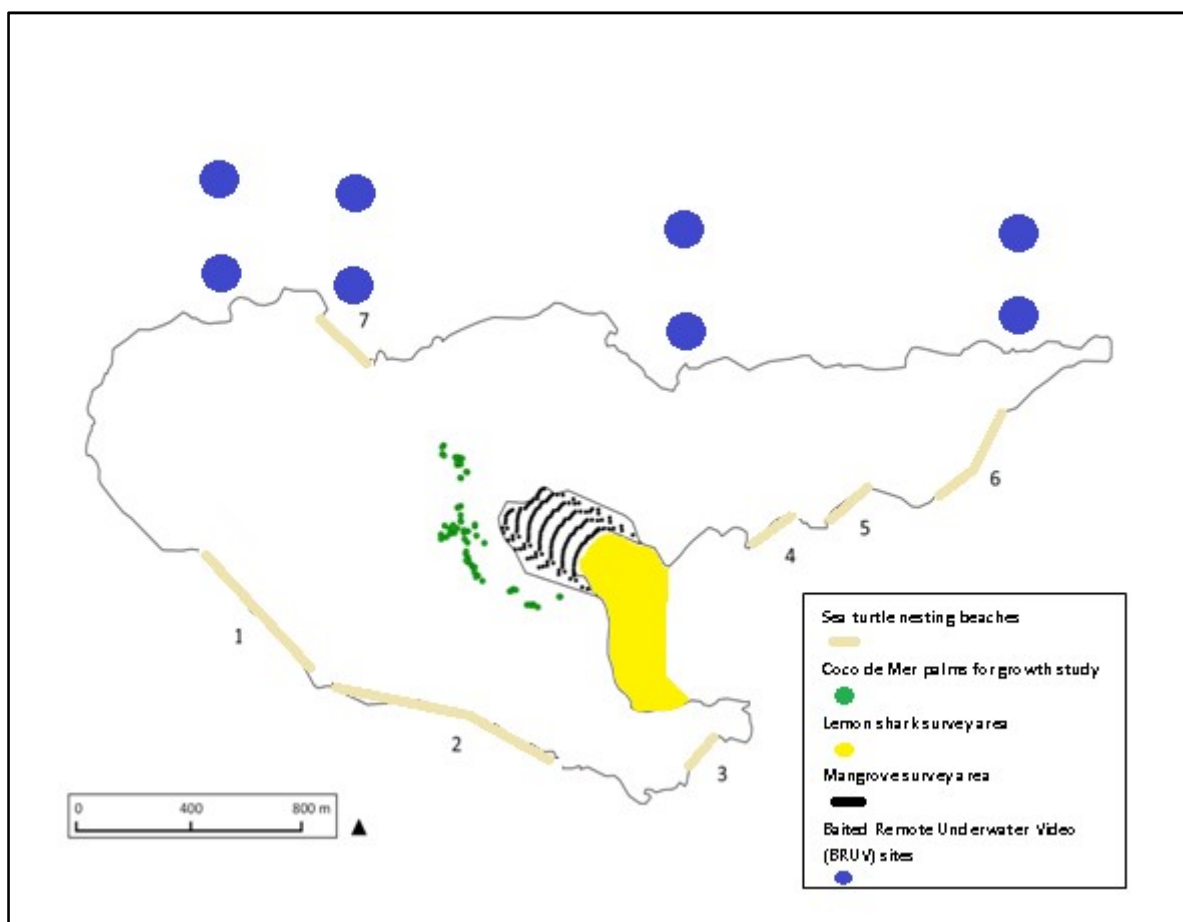 7
6
5
4
1
2
3
Sea turtle nesting beaches
Coco de Mer palms for growth study
Lemon shark survey area
Mangrove survey area
Baited Remote Underwater Video
(BRUV) sites
0 400 800 m